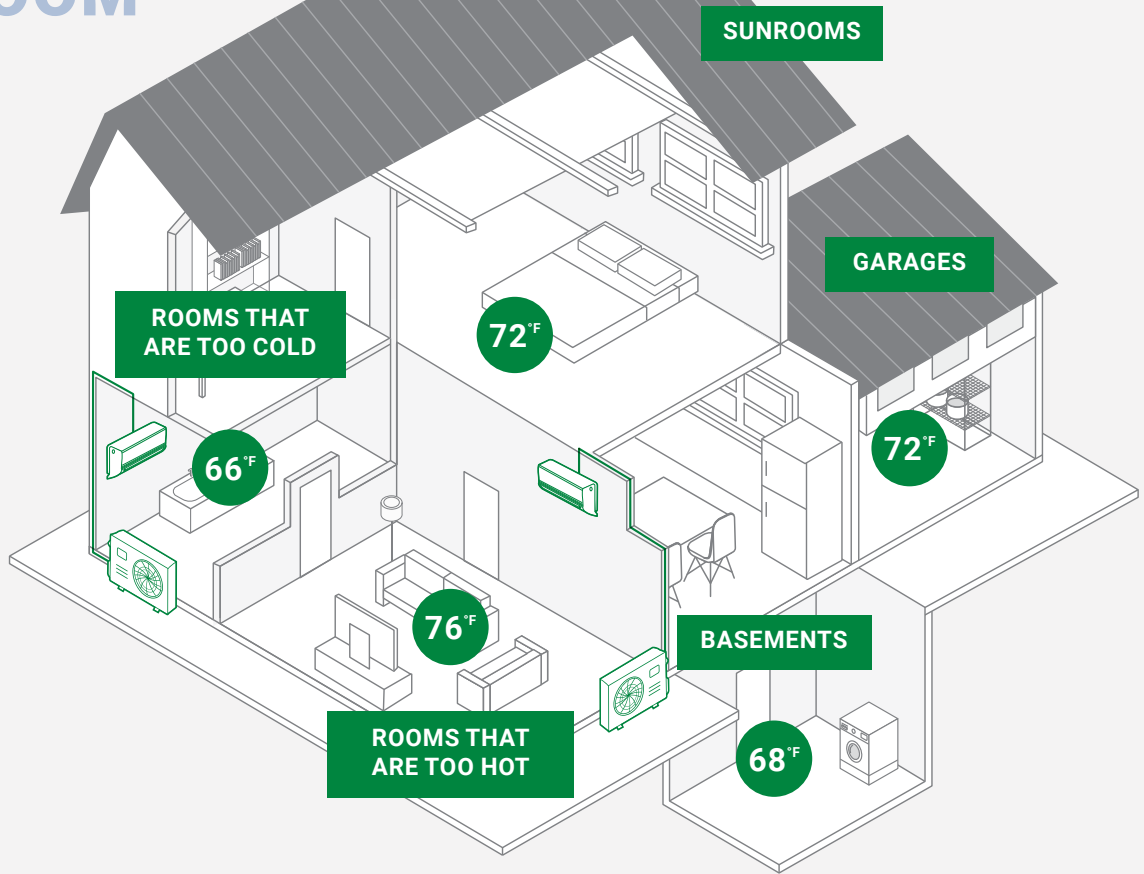 SUNROOMS
GARAGES
ROOMS THAT
ARE TOO COLD
72°F
72°F
66°F
76°F
BASEMENTS
ROOMS THAT
ARE TOO HOT
68°F